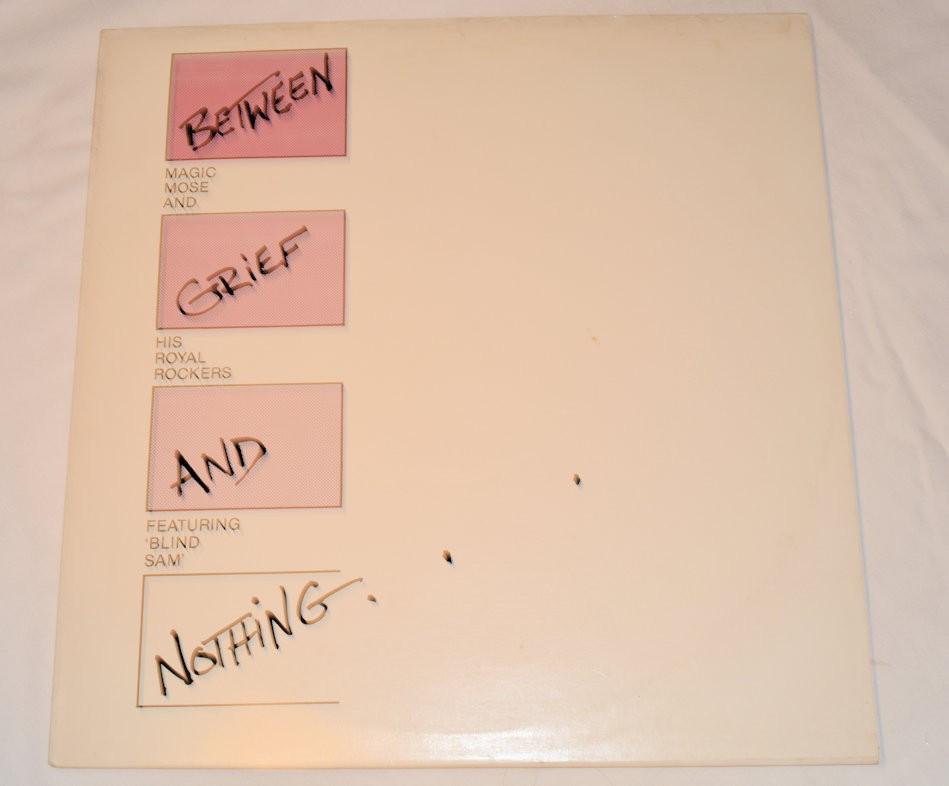 BETWEEN
MAGIC
MOSE
AND
GRiEF
HIS
ROYAL
ROCKERS
AND
FEATURING
'BLIND
SAM'
NOTHiNG...